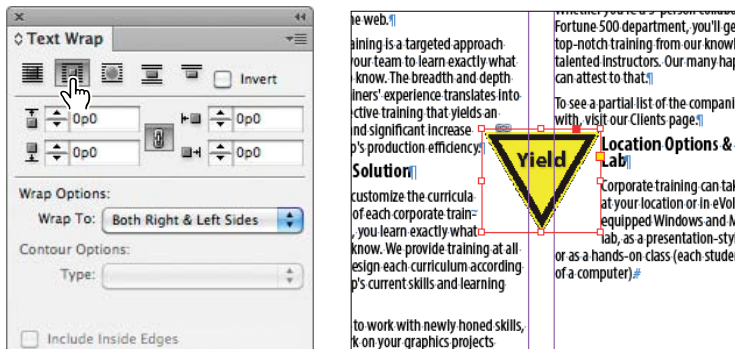 Text Wrap
Invert
0p0
0p0
0p0
0p0
Wrap Options:
Wrap To: Both Right & Left Sides
Contour Options:
Type:
Include Inside Edges
he web.¶
aining is a targeted approach
your team to learn exactly what
know. The breadth and depth
iners' experience translates into
ective training that yields an
nd significant increase
p's production efficiency.¶
Solution¶
customize the curricula
of each corporate train-
, you learn exactly what
know. We provide training at all
esign each curriculum according
p's current skills and learning
to work with newly honed skills,
rk on your graphics projects
Yield
Fortune 500 department, you'll ge
top-notch training from our know
talented instructors. Our many hap
can attest to that.¶
To see a partial list of the compani
with, visit our Clients page.¶
Location Options &
Lab¶
Corporate training can tak
at your location or in eVol
equipped Windows and M
lab, as a presentation-sty
or as a hands-on class (each stude
of a computer).#